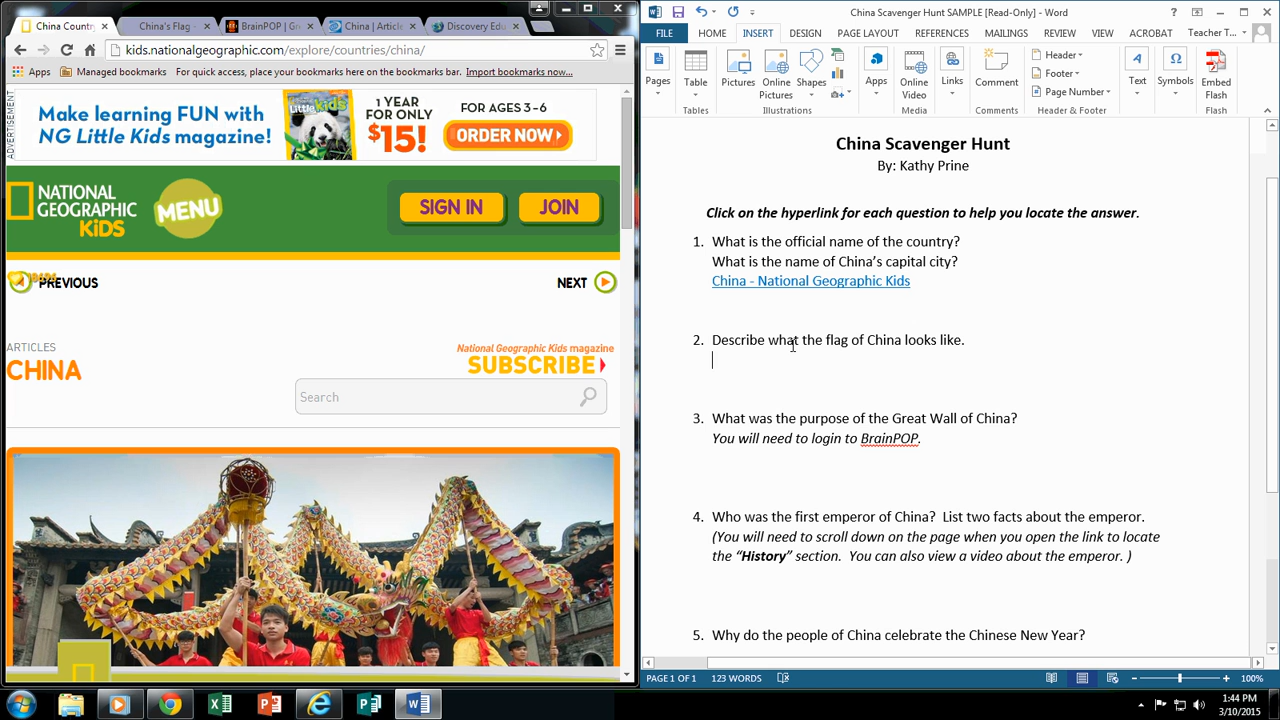 China Countr
China's Flag -
BrainPOP | Gr
China | Article
Discovery Edu
kids.nationalgeographic.com/explore/countries/china/
Apps
Managed bookmarks
For quick access, place your bookmarks here on the bookmarks bar.
Import bookmarks now...
ADVERTISEMENT
Make learning FUN with
NG Little Kids magazine!
1 YEAR
FOR ONLY
$15!
FOR AGES 3-6
ORDER NOW
NATIONAL
GEOGRAPHIC
KiDS
MENU
SIGN IN
JOIN
PREVIOUS
NEXT
ARTICLES
CHINA
National Geographic Kids magazine
SUBSCRIBE
Search
China Scavenger Hunt SAMPLE [Read-Only] - Word
FILE
HOME
INSERT
DESIGN
PAGE LAYOUT
REFERENCES
MAILINGS
REVIEW
VIEW
ACROBAT
Teacher T...
Pages
Table
Pictures
Online
Pictures
Shapes
Apps
Online
Video
Links
Comment
Header
Footer
Page Number
Text
Symbols
Embed
Flash
Tables
Illustrations
Media
Comments
Header & Footer
Flash
China Scavenger Hunt
By: Kathy Prine
Click on the hyperlink for each question to help you locate the answer.
1. What is the official name of the country?
What is the name of China's capital city?
China - National Geographic Kids
2. Describe what the flag of China looks like.
3. What was the purpose of the Great Wall of China?
You will need to login to BrainPOP.
4. Who was the first emperor of China? List two facts about the emperor.
(You will need to scroll down on the page when you open the link to locate
the "History" section. You can also view a video about the emperor. )
5. Why do the people of China celebrate the Chinese New Year?
PAGE 1 OF 1
123 WORDS
100%
1:44 PM
3/10/2015